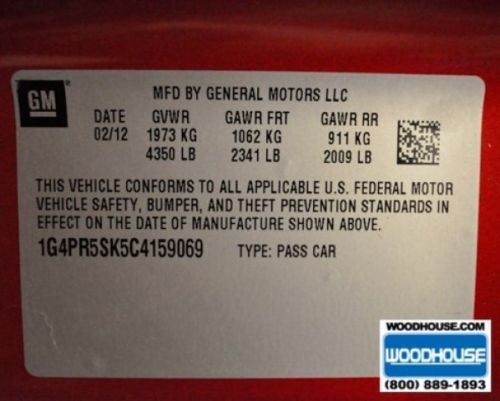 GM
MFD BY GENERAL MOTORS LLC
DATE GVWR GAWR FRT GAWR RR
02/12 1973 KG 1062 KG 911 KG
4350 LB 2341 LB 2009 LB
THIS VEHICLE CONFORMS TO ALL APPLICABLE U.S. FEDERAL MOTOR
VEHICLE SAFETY, BUMPER, AND THEFT PREVENTION STANDARDS IN
EFFECT ON THE DATE OF MANUFACTURE SHOWN ABOVE.
1G4PR5SK5C4159069 TYPE: PASS CAR
WOODHOUSE.COM
WOODHOUSE
(800) 889-1893